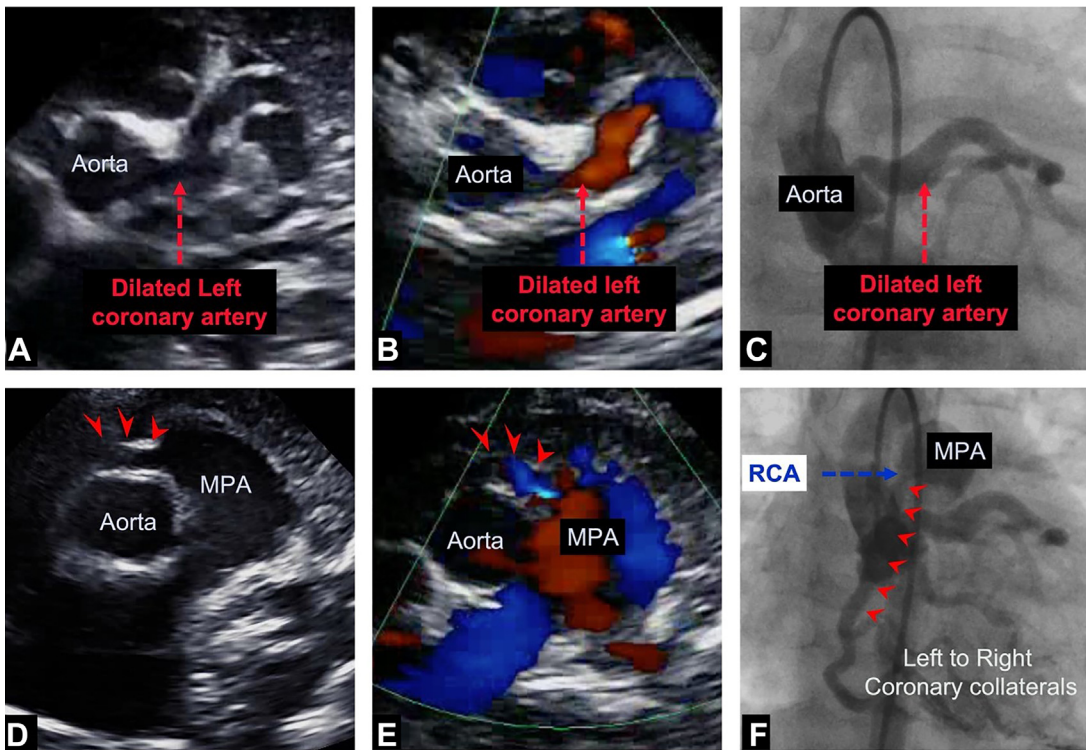 Aorta
Dilated Left
coronary artery
A
Aorta
Dilated left
coronary artery
B
Aorta
Dilated left
coronary artery
C
Aorta
MPA
D
Aorta
MPA
E
RCA
MPA
Left to Right
Coronary collaterals
F